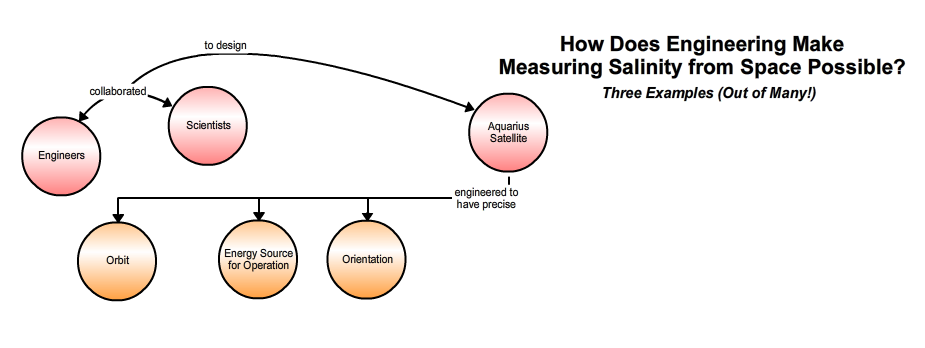 How Does Engineering Make
Measuring Salinity from Space Possible?
Three Examples (Out of Many!)
to design
collaborated
Engineers
Scientists
Aquarius
Satellite
engineered to
have precise
Orbit
Energy Source
for Operation
Orientation